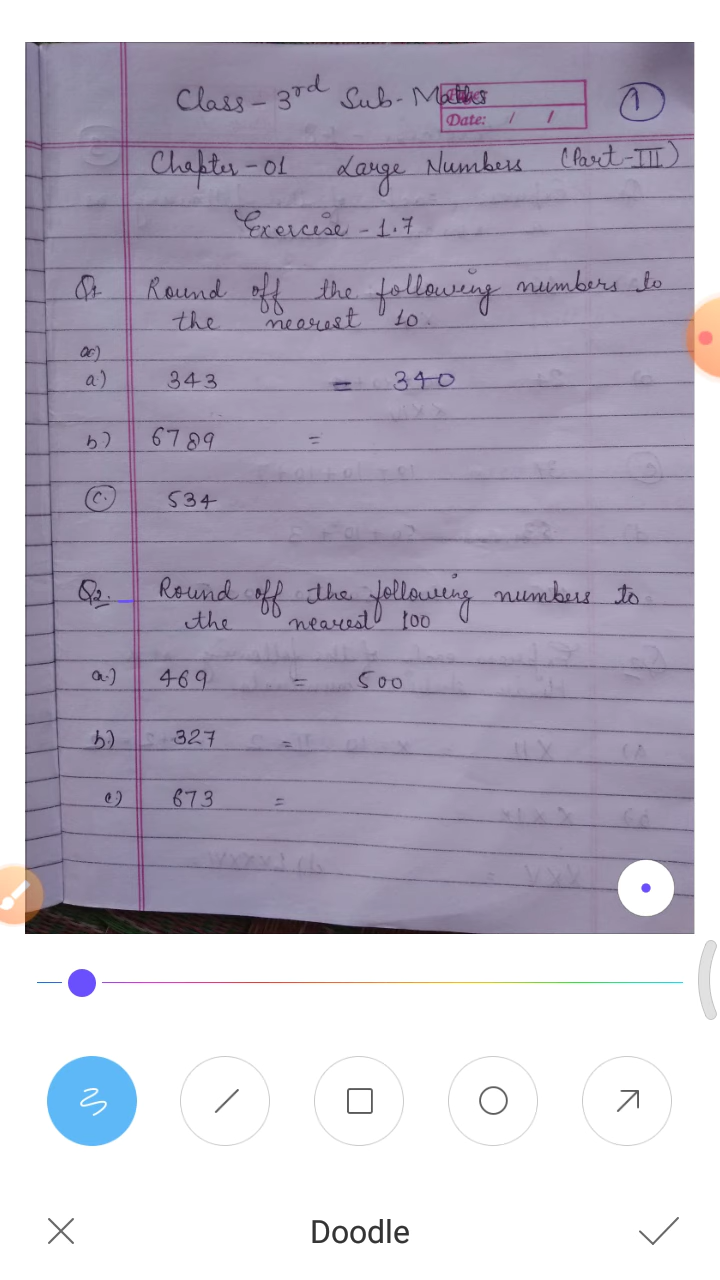 Class - 3rd Sub - Maths
Date: / /
1
Chapter - 01 Large Numbers (Part-III)
Exercise - 1.7
Q1 Round off the following numbers to
the nearest 10.
a)
a.) 343 = 340
b) 6789 =
c. 534
Q2. Round off the following numbers to
the nearest 100
a.) 469 = 500
b.) 327 =
c) 673 =
Doodle